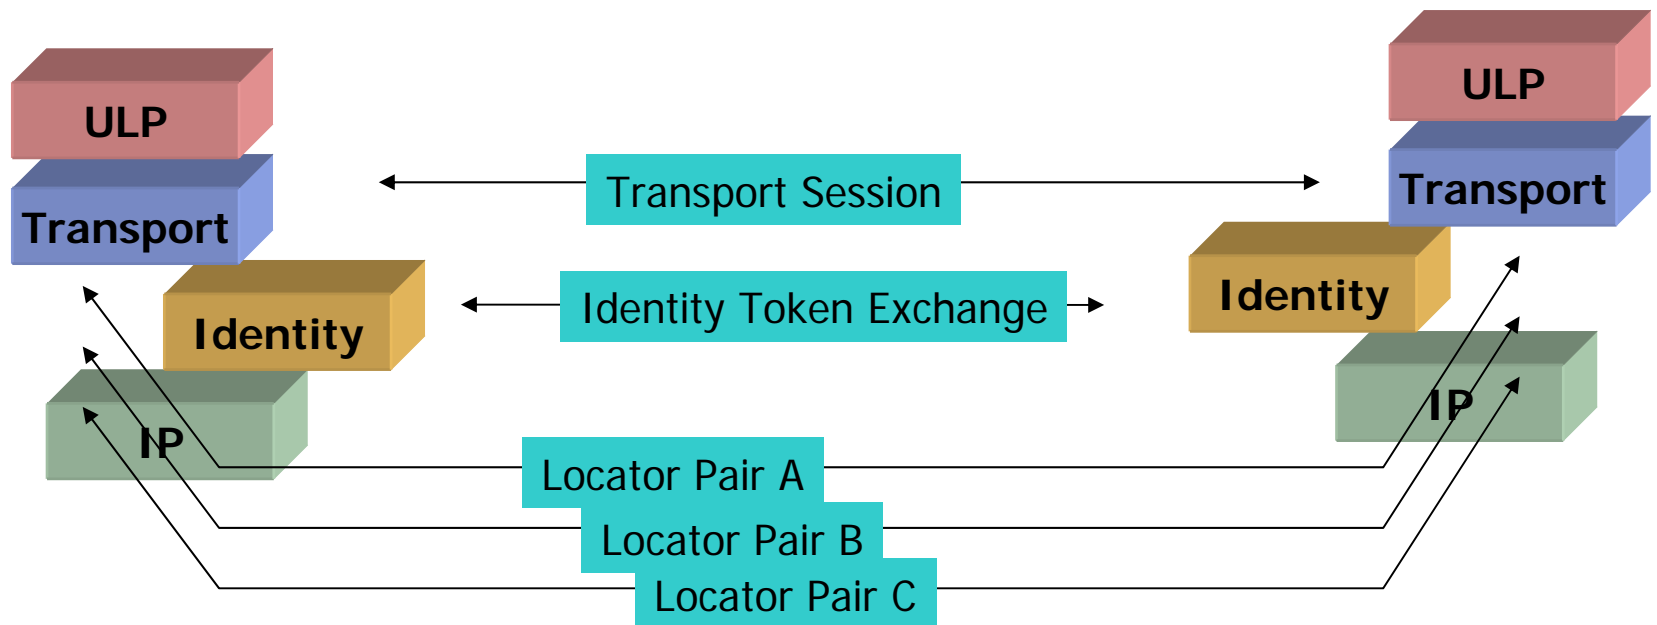 ULP
ULP
Transport
Transport Session
Transport
Identity
Identity Token Exchange
Identity
IP
IP
Locator Pair A
Locator Pair B
Locator Pair C